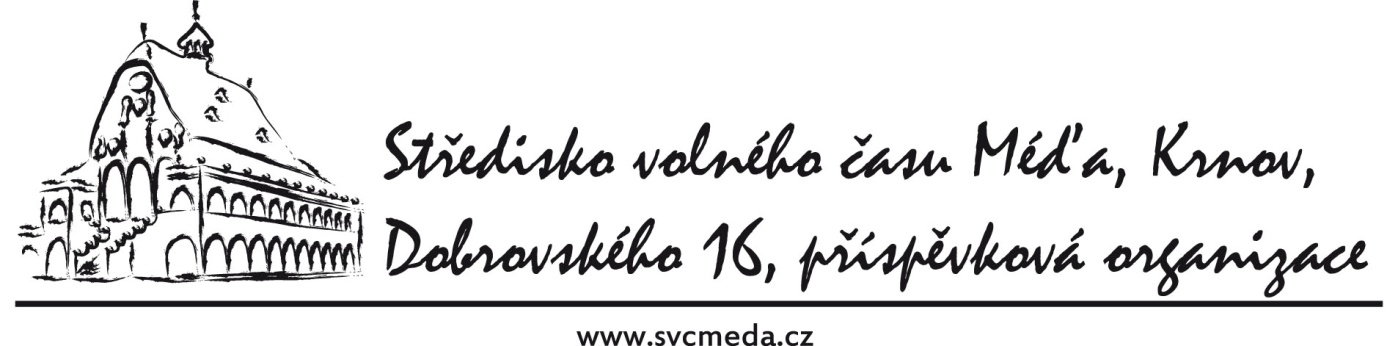 Středisko volného času Méďa, Krnov,
Dobrovského 16, příspěvková organizace
www.svcmeda.cz